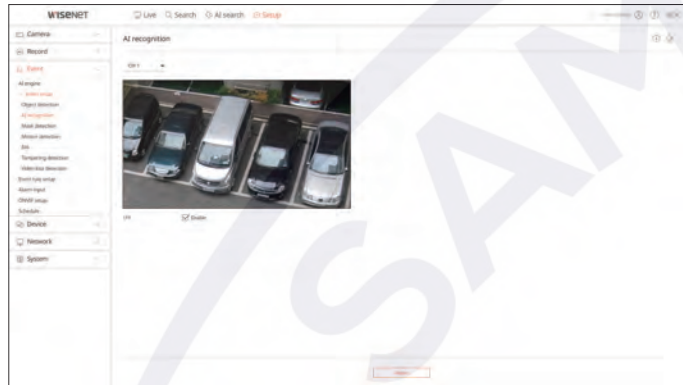 WISENET
Live Search AI search Setup
Camera
Record
Event
AI recognition
CH 1
AI engine
Object detection
AI recognition
Mask detection
Motion detection
Tampering detection
Video loss detection
Event rule setup
Alarm input
ONVIF setup
Schedule
Enable
Device
Network
System
SAM